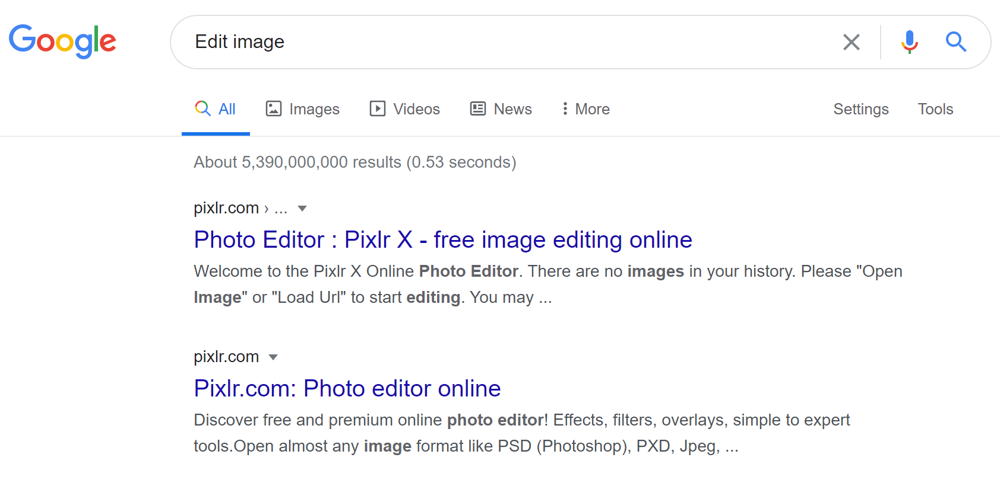 Google
Edit image
All Images Videos News More Settings Tools
About 5,390,000,000 results (0.53 seconds)
pixlr.com › ...
Photo Editor : Pixlr X - free image editing online
Welcome to the Pixlr X Online Photo Editor. There are no images in your history. Please "Open
Image" or "Load Url" to start editing. You may ...
pixlr.com
Pixlr.com: Photo editor online
Discover free and premium online photo editor! Effects, filters, overlays, simple to expert
tools.Open almost any image format like PSD (Photoshop), PXD, Jpeg, ...